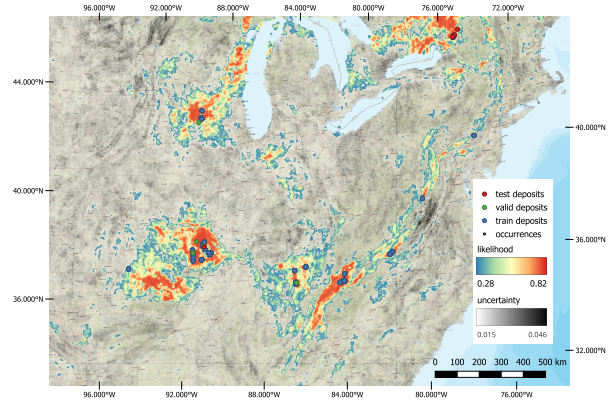 96.000°W 92.000°W 88.000°W 84.000°W 80.000°W 76.000°W 72.000°W
44.000°N
40.000°N
40.000°N
36.000°N
36.000°N
32.000°N
test deposits
valid deposits
train deposits
occurrences
likelihood
0.28 0.82
uncertainty
0.015 0.046
0 100 200 300 400 500 km
96.000°W 92.000°W 88.000°W 84.000°W 80.000°W 76.000°W